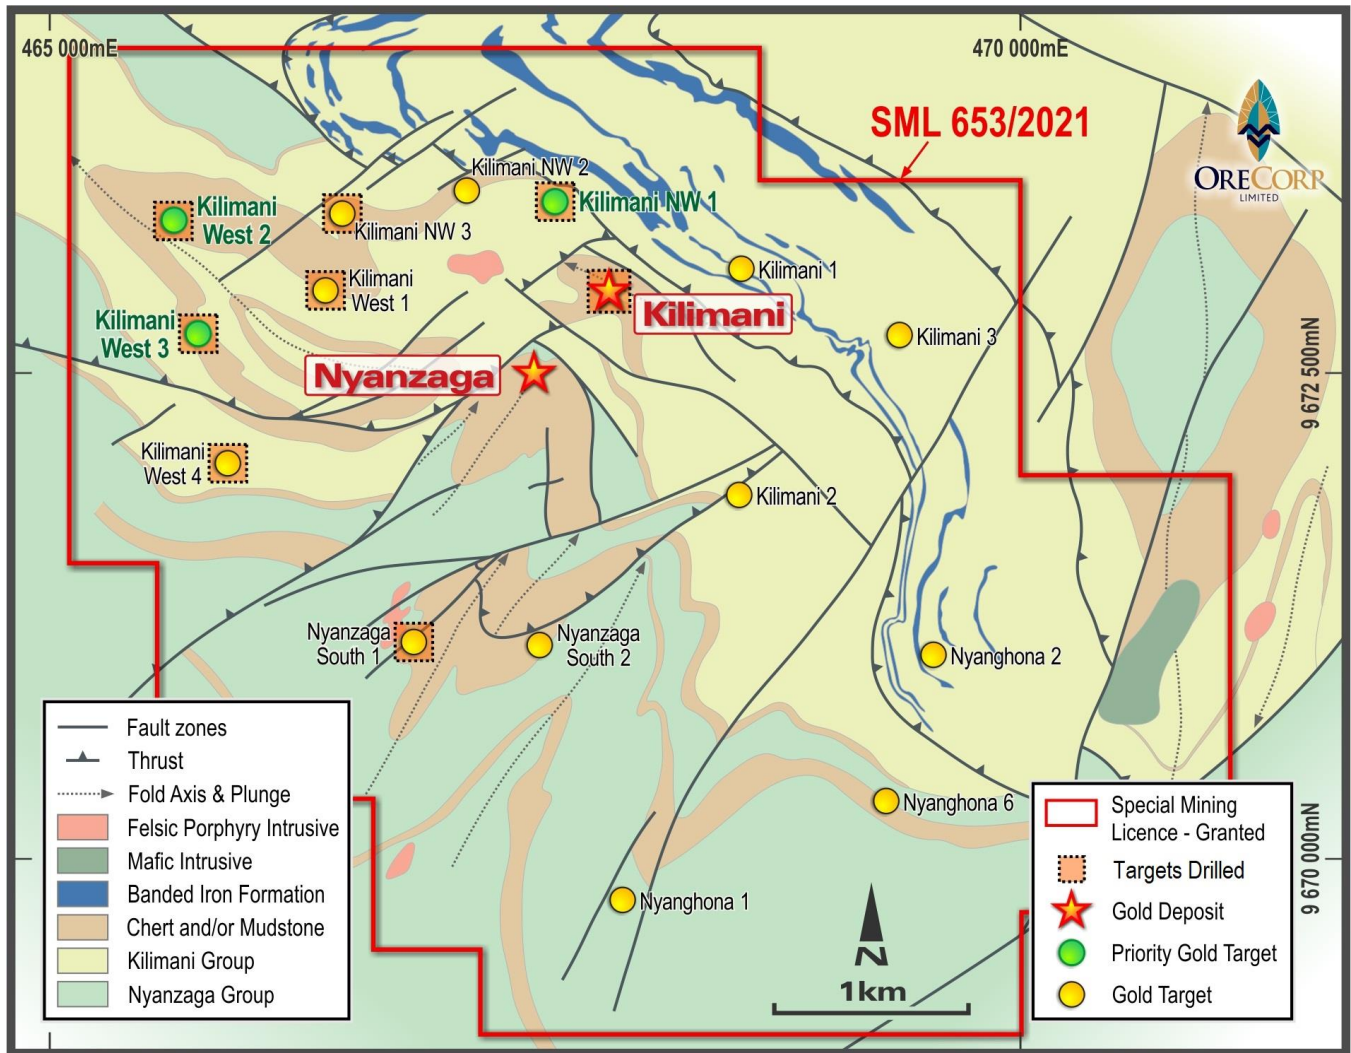 465 000mE
470 000mE
SML 653/2021
ORECORP
LIMITED
Kilimani NW 2
Kilimani
West 2
Kilimani NW 1
Kilimani NW 3
Kilimani 1
Kilimani
West 1
Kilimani
Kilimani
West 3
Kilimani 3
Nyanzaga
9 672 500mN
Kilimani
West 4
Kilimani 2
Nyanzaga
South 1
Nyanzaga
South 2
Nyanghona 2
Nyanghona 6
Nyanghona 1
9 670 000mN
N
1km
Fault zones
Thrust
Fold Axis & Plunge
Felsic Porphyry Intrusive
Mafic Intrusive
Banded Iron Formation
Chert and/or Mudstone
Kilimani Group
Nyanzaga Group
Special Mining
Licence - Granted
Targets Drilled
Gold Deposit
Priority Gold Target
Gold Target